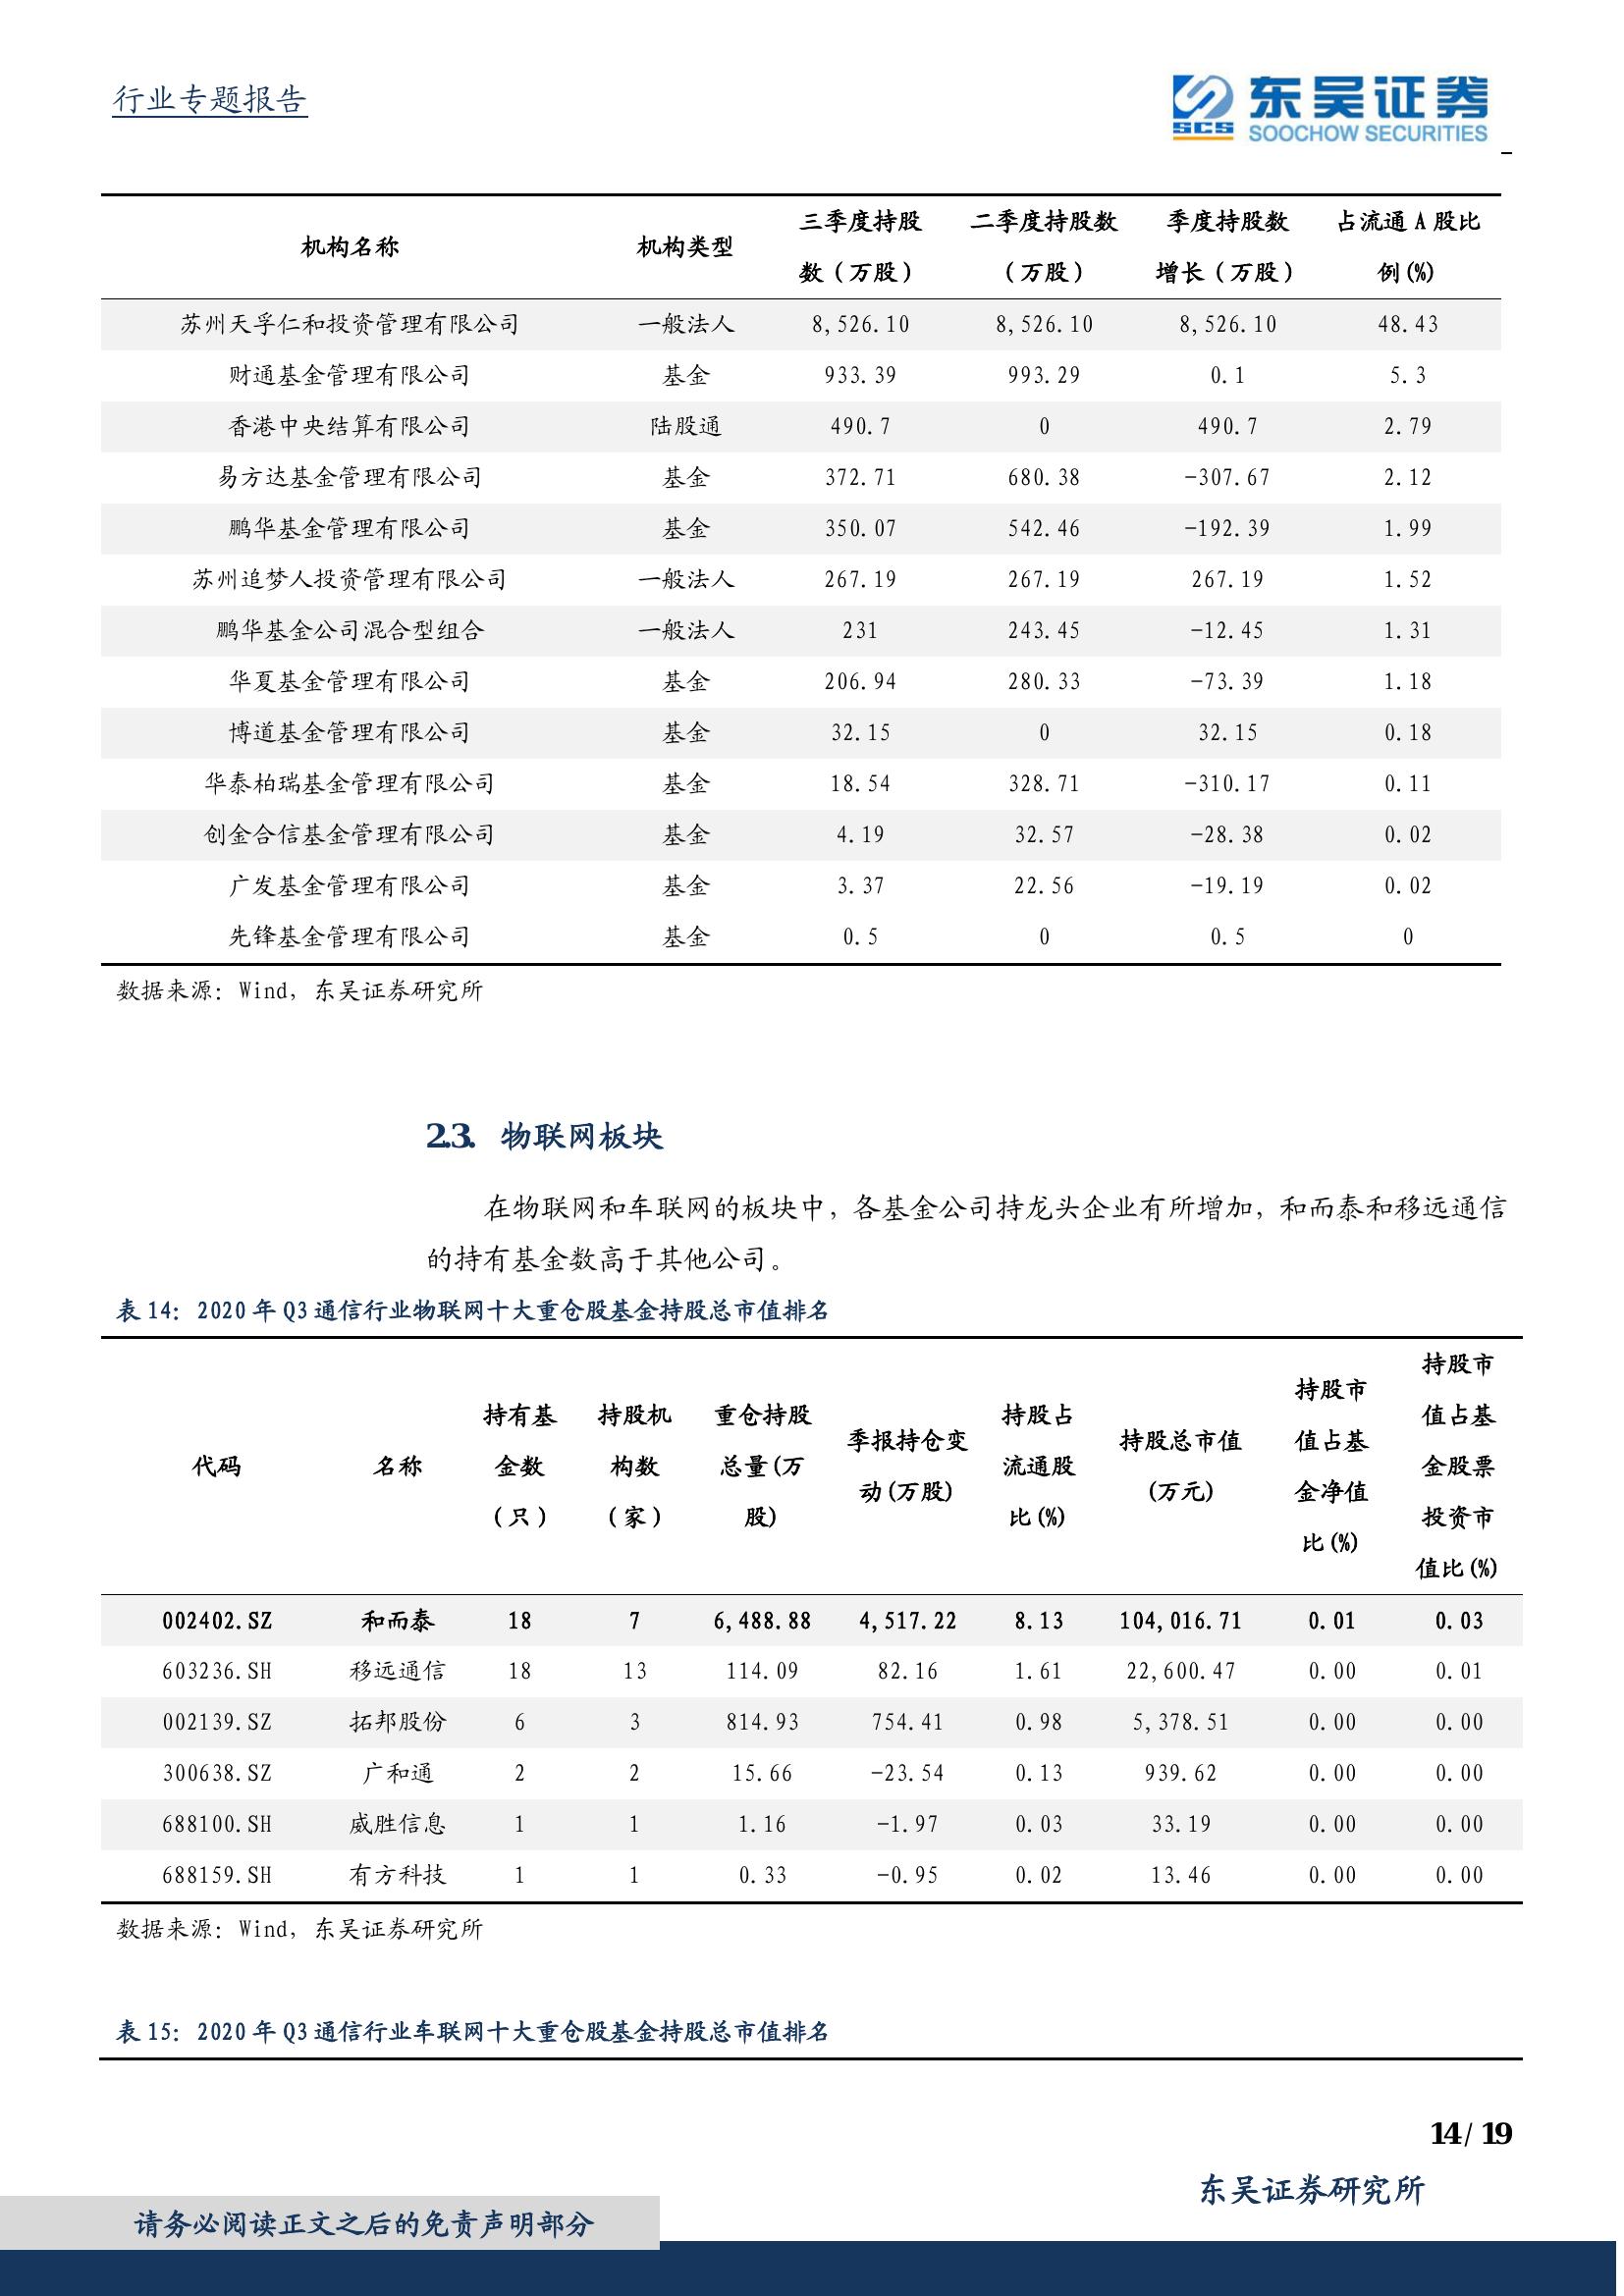 行业专题报告
SCS 东吴证券
SOOCHOW SECURITIES
机构名称 机构类型 三季度持股数（万股） 二季度持股数（万股） 季度持股数增长（万股） 占流通 A 股比例(%)
苏州天孚仁和投资管理有限公司 一般法人 8,526.10 8,526.10 8,526.10 48.43
财通基金管理有限公司 基金 933.39 993.29 0.1 5.3
香港中央结算有限公司 陆股通 490.7 0 490.7 2.79
易方达基金管理有限公司 基金 372.71 680.38 -307.67 2.12
鹏华基金管理有限公司 基金 350.07 542.46 -192.39 1.99
苏州追梦人投资管理有限公司 一般法人 267.19 267.19 267.19 1.52
鹏华基金公司混合型组合 一般法人 231 243.45 -12.45 1.31
华夏基金管理有限公司 基金 206.94 280.33 -73.39 1.18
博道基金管理有限公司 基金 32.15 0 32.15 0.18
华泰柏瑞基金管理有限公司 基金 18.54 328.71 -310.17 0.11
创金合信基金管理有限公司 基金 4.19 32.57 -28.38 0.02
广发基金管理有限公司 基金 3.37 22.56 -19.19 0.02
先锋基金管理有限公司 基金 0.5 0 0.5 0
数据来源：Wind，东吴证券研究所
2.3. 物联网板块
在物联网和车联网的板块中，各基金公司持龙头企业有所增加，和而泰和移远通信
的持有基金数高于其他公司。
表 14：2020 年 Q3 通信行业物联网十大重仓股基金持股总市值排名
代码 名称 持有基金数（只） 持股机构数（家） 重仓持股总量(万股) 季报持仓变动(万股) 持股占流通股比(%) 持股总市值(万元) 持股市值占基金净值比(%) 持股市值占基金股票投资市值比(%)
002402.SZ 和而泰 18 7 6,488.88 4,517.22 8.13 104,016.71 0.01 0.03
603236.SH 移远通信 18 13 114.09 82.16 1.61 22,600.47 0.00 0.01
002139.SZ 拓邦股份 6 3 814.93 754.41 0.98 5,378.51 0.00 0.00
300638.SZ 广和通 2 2 15.66 -23.54 0.13 939.62 0.00 0.00
688100.SH 威胜信息 1 1 1.16 -1.97 0.03 33.19 0.00 0.00
688159.SH 有方科技 1 1 0.33 -0.95 0.02 13.46 0.00 0.00
数据来源：Wind，东吴证券研究所
表 15：2020 年 Q3 通信行业车联网十大重仓股基金持股总市值排名
14 / 19
东吴证券研究所
请务必阅读正文之后的免责声明部分